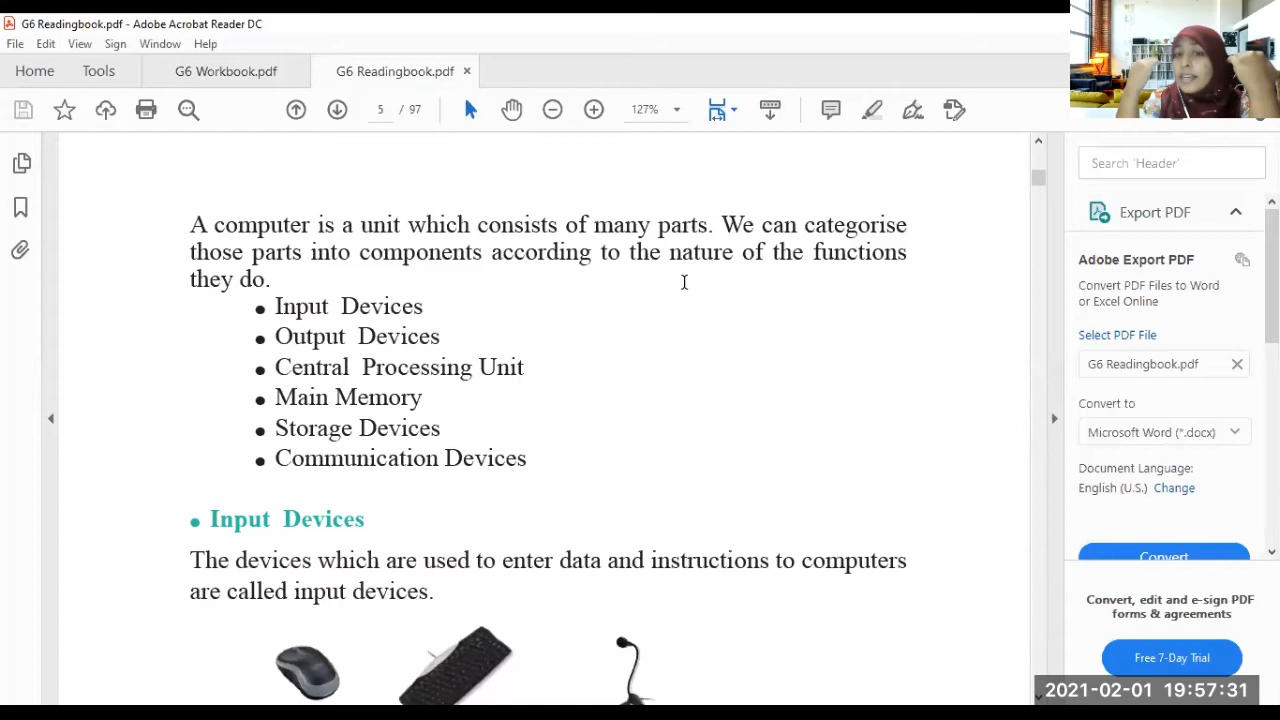 G6 Readingbook.pdf - Adobe Acrobat Reader DC
File Edit View Sign Window Help
Home Tools G6 Workbook.pdf G6 Readingbook.pdf ×
5 / 97 127%
A computer is a unit which consists of many parts. We can categorise
those parts into components according to the nature of the functions
they do.
• Input Devices
• Output Devices
• Central Processing Unit
• Main Memory
• Storage Devices
• Communication Devices
• Input Devices
The devices which are used to enter data and instructions to computers
are called input devices.
Search 'Header'
Export PDF
Adobe Export PDF
Convert PDF Files to Word
or Excel Online
Select PDF File
G6 Readingbook.pdf
Convert to
Microsoft Word (*.docx)
Document Language:
English (U.S.) Change
Convert
Convert, edit and e-sign PDF
forms & agreements
Free 7-Day Trial
2021-02-01 19:57:31